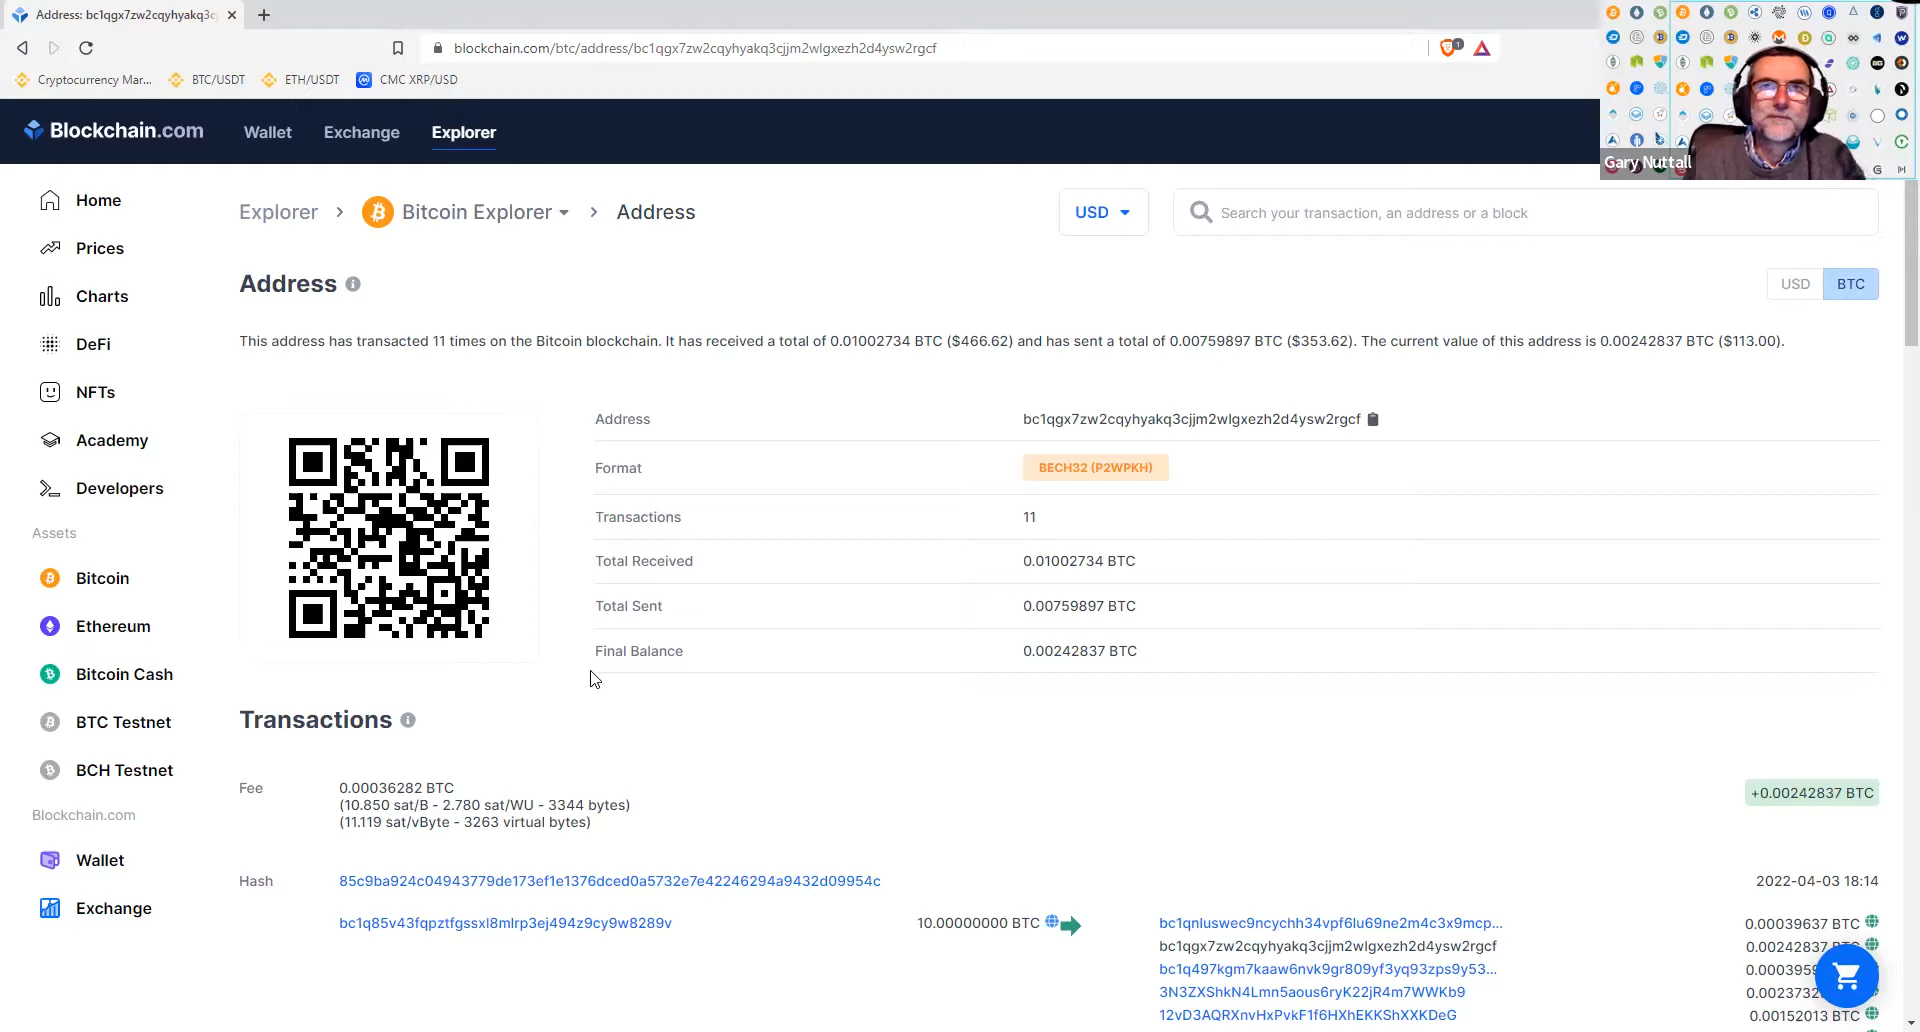 Address: bc1qgx7zw2cqyhyakq3c
blockchain.com/btc/address/bc1qgx7zw2cqyhyakq3cjjm2wlgxezh2d4ysw2rgcf
1
Cryptocurrency Mar... BTC/USDT ETH/USDT CMC XRP/USD
Blockchain.com Wallet Exchange Explorer
Gary Nuttall
Home
Prices
Charts
DeFi
NFTs
Academy
Developers
Assets
Bitcoin
Ethereum
Bitcoin Cash
BTC Testnet
BCH Testnet
Blockchain.com
Wallet
Exchange
Explorer > Bitcoin Explorer > Address
USD
Search your transaction, an address or a block
Address
USD BTC
This address has transacted 11 times on the Bitcoin blockchain. It has received a total of 0.01002734 BTC ($466.62) and has sent a total of 0.00759897 BTC ($353.62). The current value of this address is 0.00242837 BTC ($113.00).
Address bc1qgx7zw2cqyhyakq3cjjm2wlgxezh2d4ysw2rgcf
Format BECH32 (P2WPKH)
Transactions 11
Total Received 0.01002734 BTC
Total Sent 0.00759897 BTC
Final Balance 0.00242837 BTC
Transactions
Fee 0.00036282 BTC
(10.850 sat/B - 2.780 sat/WU - 3344 bytes)
(11.119 sat/vByte - 3263 virtual bytes)
+0.00242837 BTC
Hash 85c9ba924c04943779de173ef1e1376dced0a5732e7e42246294a9432d09954c 2022-04-03 18:14
bc1q85v43fqpztfgssxl8mlrp3ej494z9cy9w8289v 10.00000000 BTC
bc1qnluswec9ncychh34vpf6lu69ne2m4c3x9mcp... 0.00039637 BTC
bc1qgx7zw2cqyhyakq3cjjm2wlgxezh2d4ysw2rgcf 0.00242837 BTC
bc1q497kgm7kaaw6nvk9gr809yf3yq93zps9y53... 0.000395
3N3ZXShkN4Lmn5aous6ryK22jR4m7WWKb9 0.0023732
12vD3AQRXnvHxPvkF1f6HXhEKKShXXKDeG 0.00152013 BTC